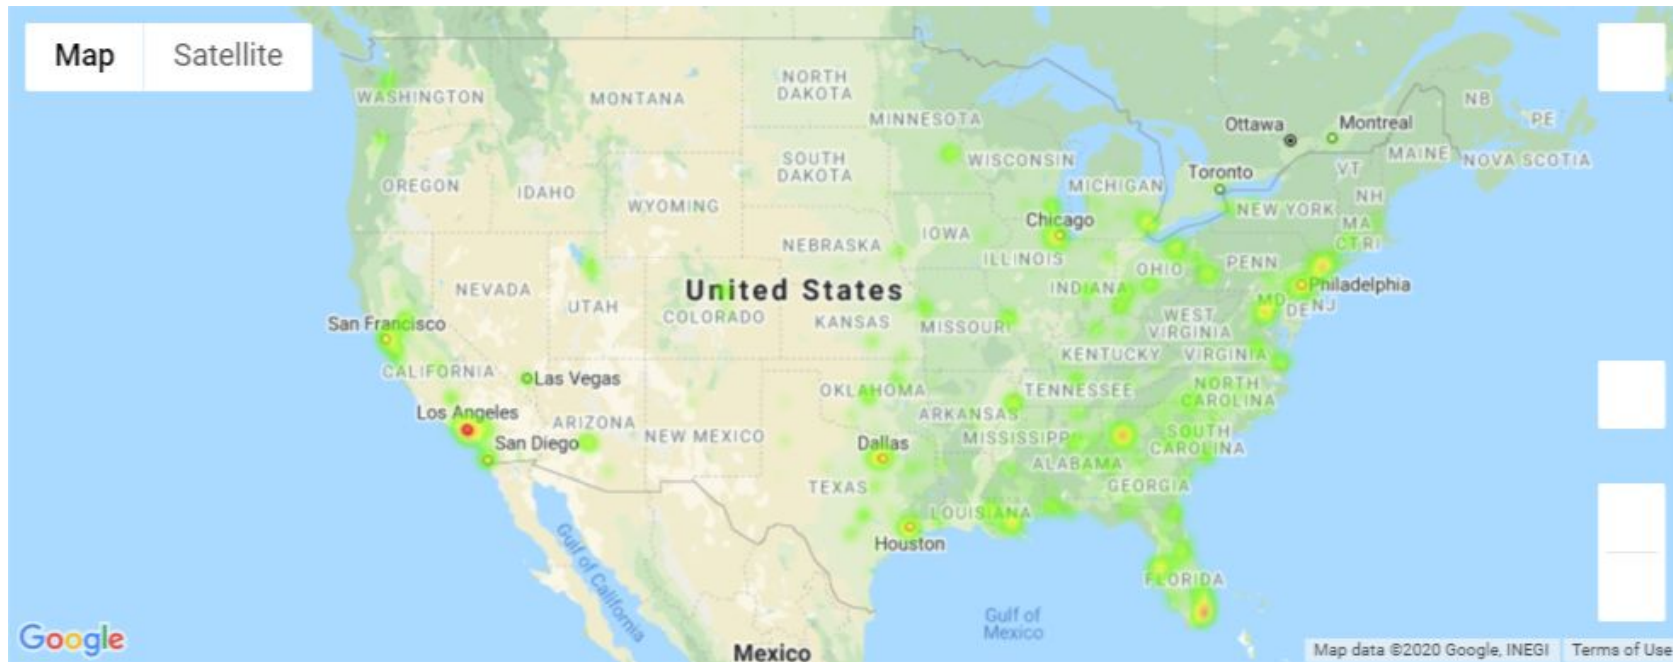 Map
Satellite
WASHINGTON
MONTANA
NORTH
DAKOTA
MINNESOTA
Ottawa
Montreal
NB
PE
MAINE
NOVA SCOTIA
OREGON
IDAHO
WYOMING
SOUTH
DAKOTA
WISCONSIN
MICHIGAN
Toronto
VT
NH
NEW YORK
MA
CT RI
Chicago
IOWA
NEBRASKA
ILLINOIS
INDIANA
OHIO
PENN
Philadelphia
MD
DE
NJ
NEVADA
UTAH
United States
COLORADO
KANSAS
MISSOURI
WEST
VIRGINIA
KENTUCKY
VIRGINIA
San Francisco
CALIFORNIA
Las Vegas
Los Angeles
San Diego
ARIZONA
NEW MEXICO
OKLAHOMA
ARKANSAS
TENNESSEE
NORTH
CAROLINA
Dallas
MISSISSIPPI
ALABAMA
SOUTH
CAROLINA
TEXAS
GEORGIA
LOUISIANA
Houston
FLORIDA
Gulf of California
Gulf of
Mexico
Mexico
Google
Map data ©2020 Google, INEGI
Terms of Use